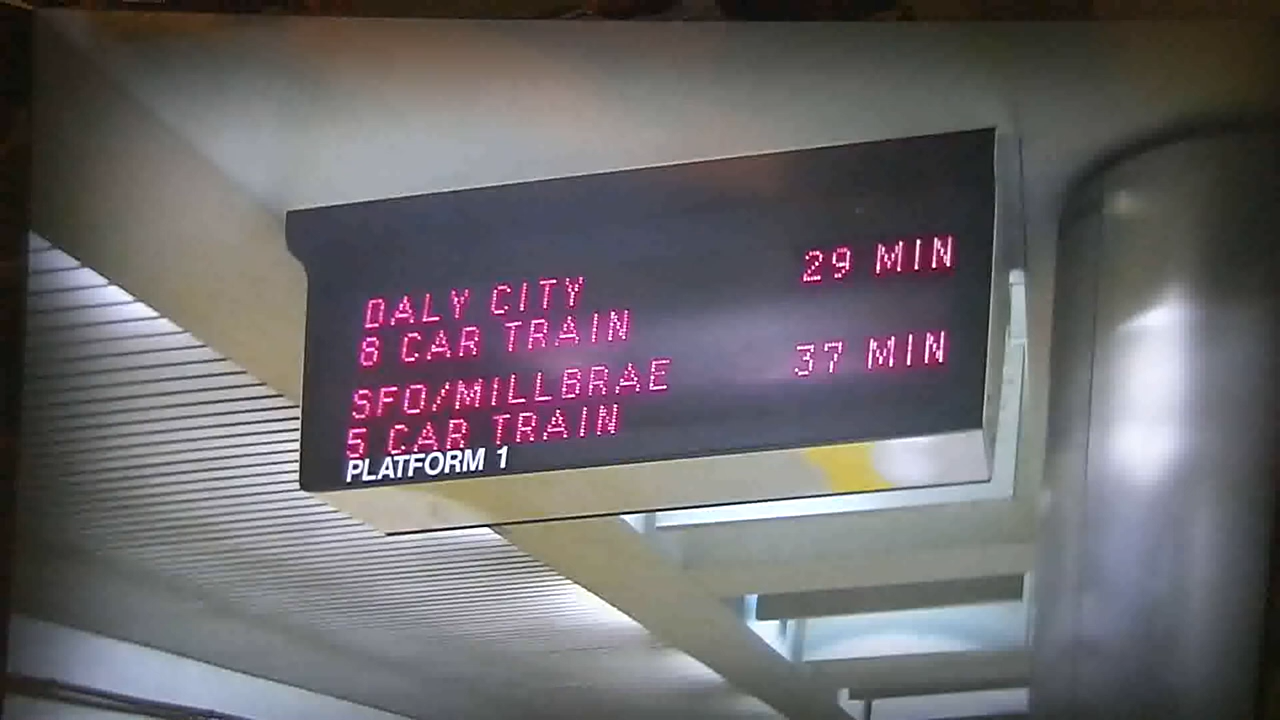 DALY CITY 29 MIN
8 CAR TRAIN
SFO/MILLBRAE 37 MIN
5 CAR TRAIN
PLATFORM 1